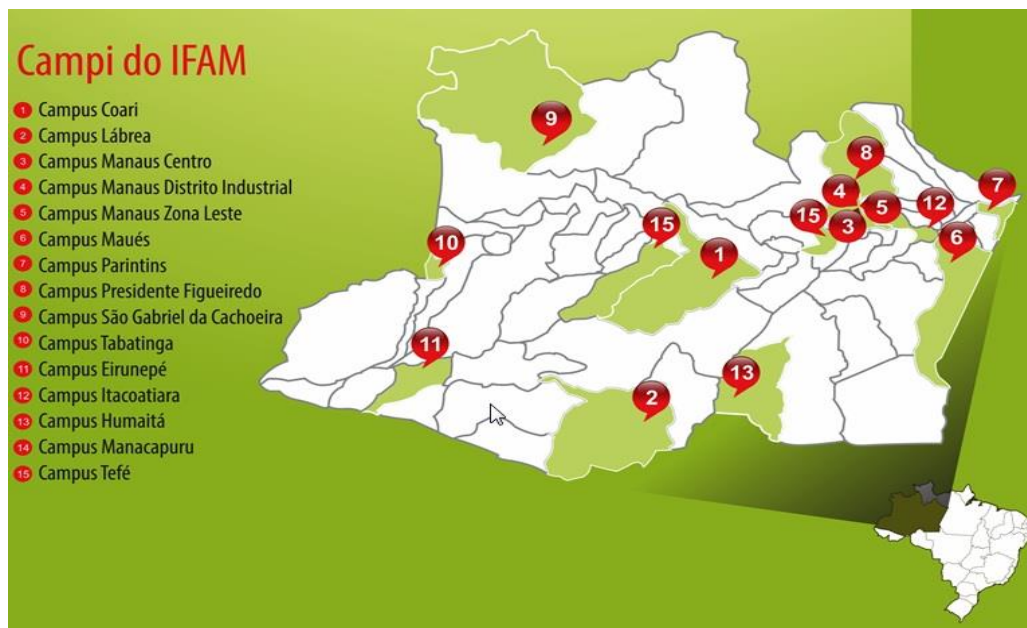 Campi do IFAM
1 Campus Coari
2 Campus Lábrea
3 Campus Manaus Centro
4 Campus Manaus Distrito Industrial
5 Campus Manaus Zona Leste
6 Campus Maués
7 Campus Parintins
8 Campus Presidente Figueiredo
9 Campus São Gabriel da Cachoeira
10 Campus Tabatinga
11 Campus Eirunepé
12 Campus Itacoatiara
13 Campus Humaitá
14 Campus Manacapuru
15 Campus Tefé
9
8
7
4
12
5
15
3
15
6
10
1
11
13
2